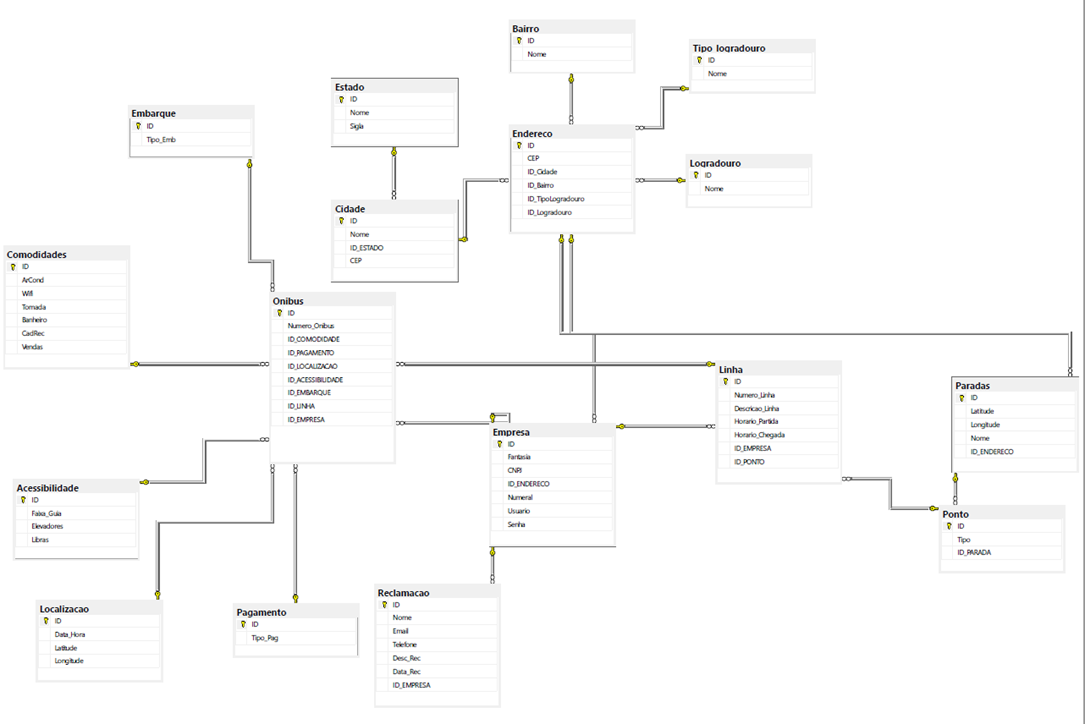 Bairro
ID
Nome
Tipo_logradouro
ID
Nome
Estado
ID
Nome
Sigla
Embarque
ID
Tipo_Emb
Endereco
ID
CEP
ID_Cidade
ID_Bairro
ID_TipoLogradouro
ID_Logradouro
Logradouro
ID
Nome
Cidade
ID
Nome
ID_ESTADO
CEP
Comodidades
ID
ArCond
Wifi
Tomada
Banheiro
CadRec
Vendas
Onibus
ID
Numero_Onibus
ID_COMODIDADE
ID_PAGAMENTO
ID_LOCALIZACAO
ID_ACESSIBILIDADE
ID_EMBARQUE
ID_LINHA
ID_EMPRESA
Linha
ID
Numero_Linha
Descricao_Linha
Horario_Partida
Horario_Chegada
ID_EMPRESA
ID_PONTO
Paradas
ID
Latitude
Longitude
Nome
ID_ENDERECO
Empresa
ID
Fantasia
CNPJ
ID_ENDERECO
Numeral
Usuario
Senha
Acessibilidade
ID
Faixa_Guia
Elevadores
Libras
Ponto
ID
Tipo
ID_PARADA
Localizacao
ID
Data_Hora
Latitude
Longitude
Pagamento
ID
Tipo_Pag
Reclamacao
ID
Nome
Email
Telefone
Desc_Rec
Data_Rec
ID_EMPRESA